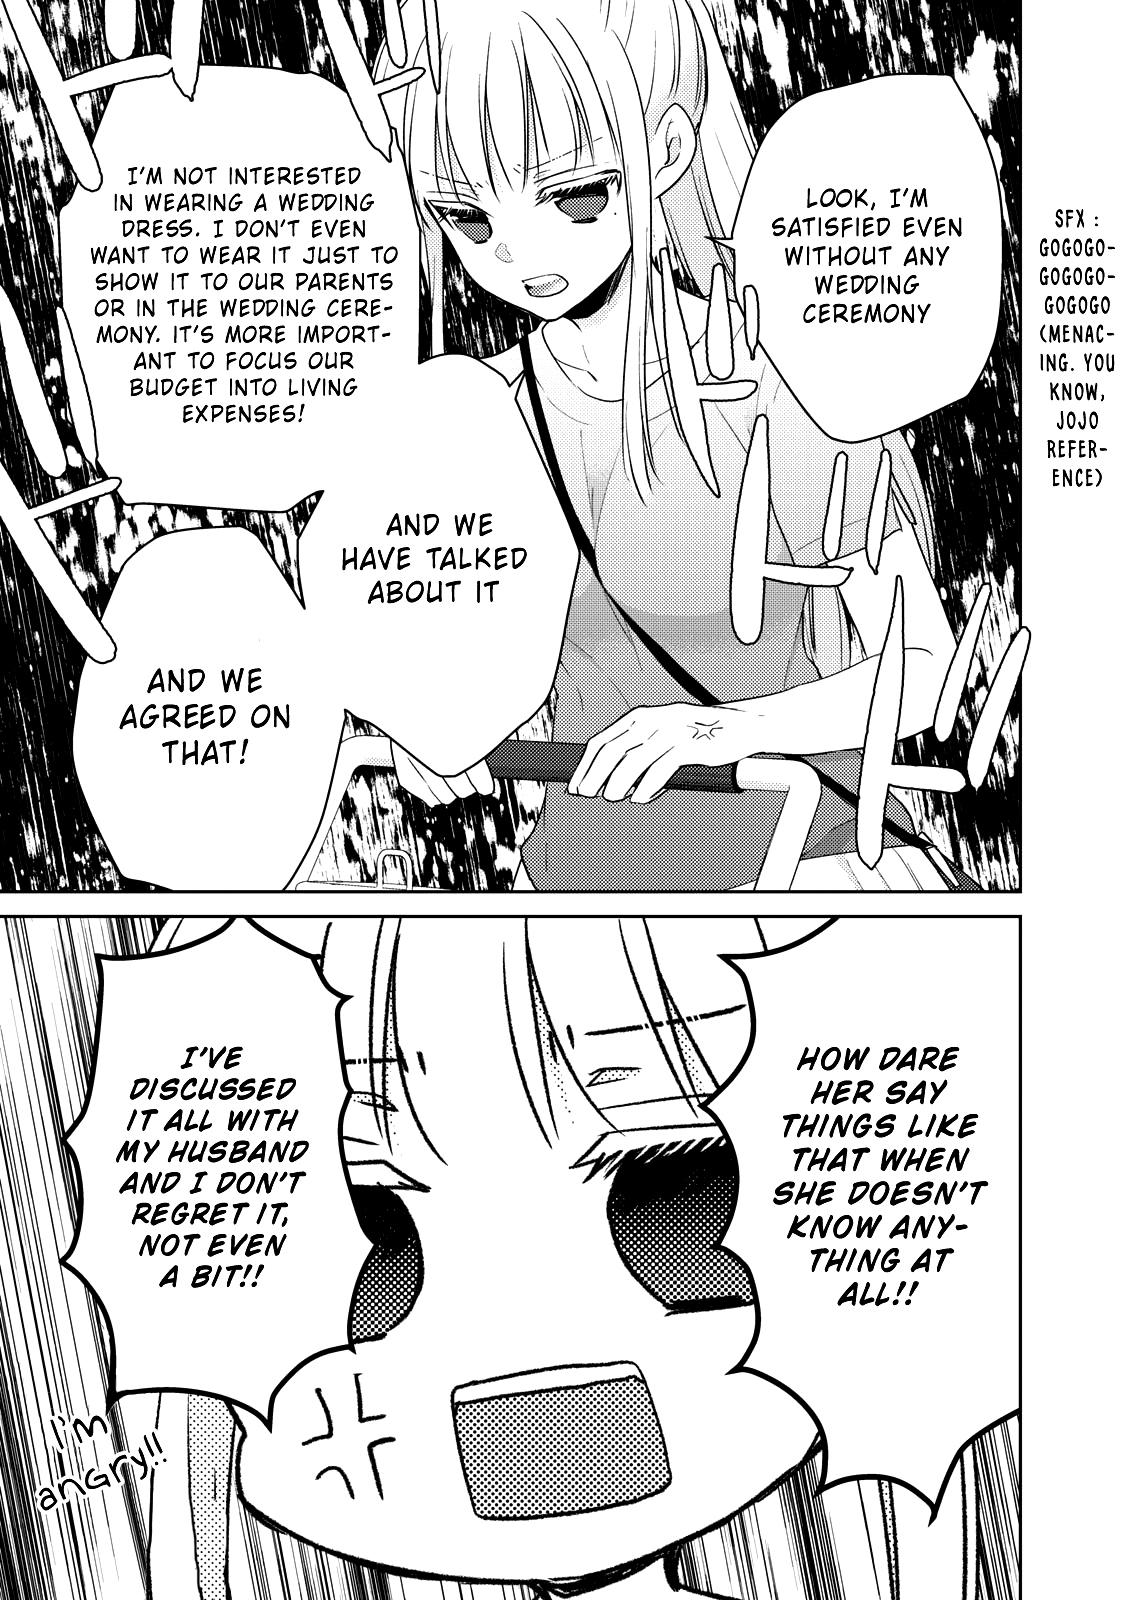 LOOK, I'M
SATISFIED EVEN
WITHOUT ANY
WEDDING
CEREMONY
I'M NOT INTERESTED
IN WEARING A WEDDING
DRESS. I DON'T EVEN
WANT TO WEAR IT JUST TO
SHOW IT TO OUR PARENTS
OR IN THE WEDDING CERE-
MONY. IT'S MORE IMPORT-
ANT TO FOCUS OUR
BUDGET INTO LIVING
EXPENSES!
AND WE
HAVE TALKED
ABOUT IT
AND WE
AGREED ON
THAT!
SFX :
GOGOGO-
GOGOGO-
GOGOGO
(MENAC-
ING. YOU
KNOW,
JOJO
REFER-
ENCE)
HOW DARE
HER SAY
THINGS LIKE
THAT WHEN
SHE DOESN'T
KNOW ANY-
THING AT
ALL!!
I'VE
DISCUSSED
IT ALL WITH
MY HUSBAND
AND I DON'T
REGRET IT,
NOT EVEN
A BIT!!
I'm
angry!!